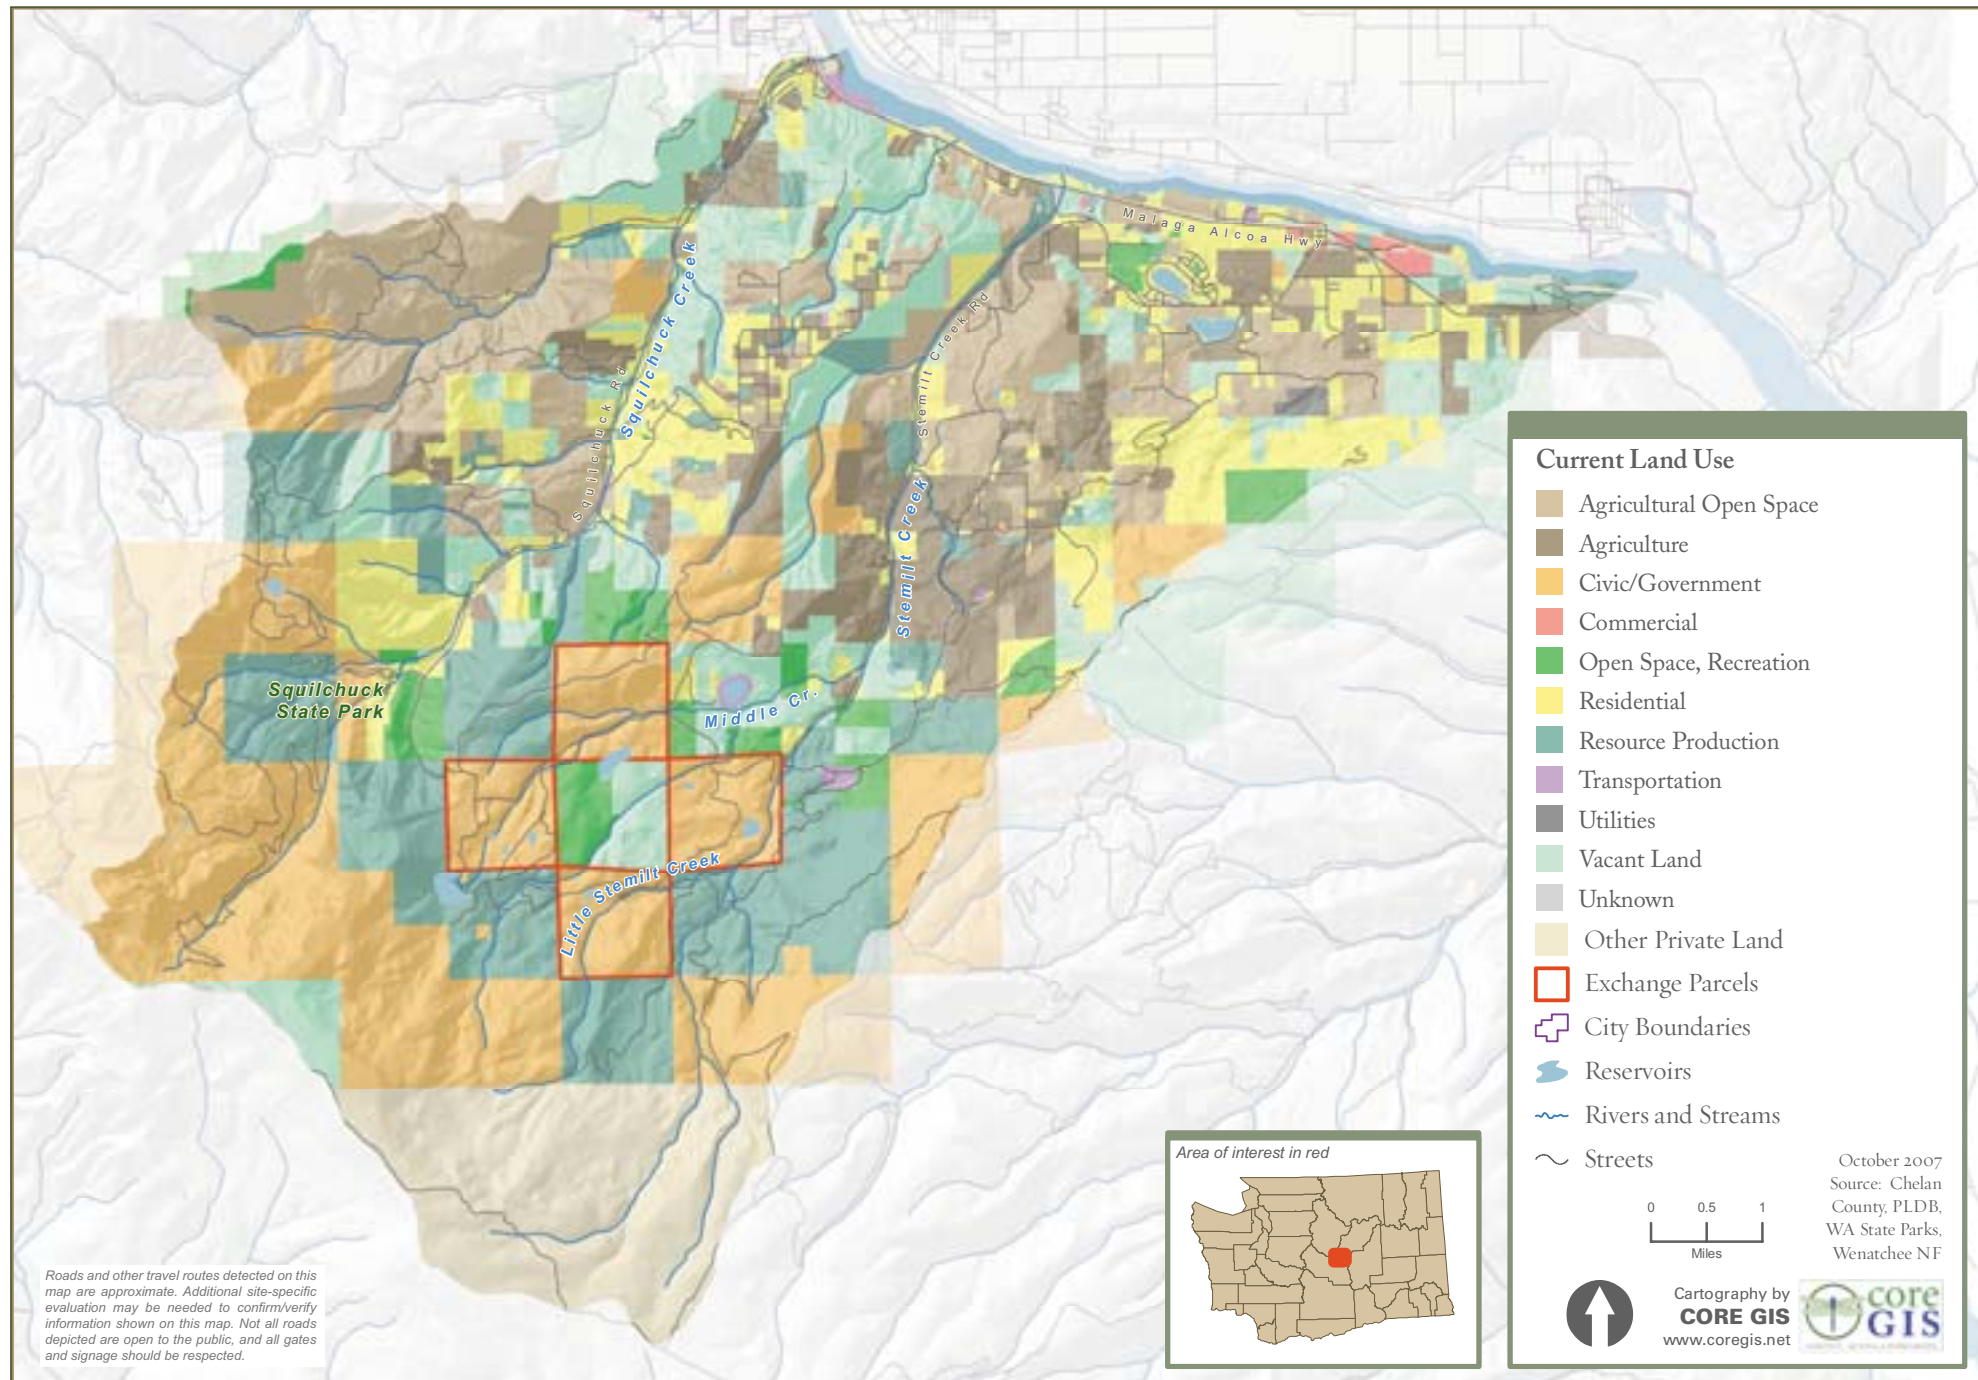 Malaga Alcoa Hwy
Squilchuck Creek
Squilchuck Rd
Stemilt Creek Rd
Stemilt Creek
Squilchuck
State Park
Middle Cr.
Little Stemilt Creek
Current Land Use
Agricultural Open Space
Agriculture
Civic/Government
Commercial
Open Space, Recreation
Residential
Resource Production
Transportation
Utilities
Vacant Land
Unknown
Other Private Land
Exchange Parcels
City Boundaries
Reservoirs
Rivers and Streams
Streets
October 2007
Source: Chelan
County, PLDB,
WA State Parks,
Wenatchee NF
0 0.5 1
Miles
Cartography by
CORE GIS
www.coregis.net
core
GIS
Area of interest in red
Roads and other travel routes detected on this
map are approximate. Additional site-specific
evaluation may be needed to confirm/verify
information shown on this map. Not all roads
depicted are open to the public, and all gates
and signage should be respected.